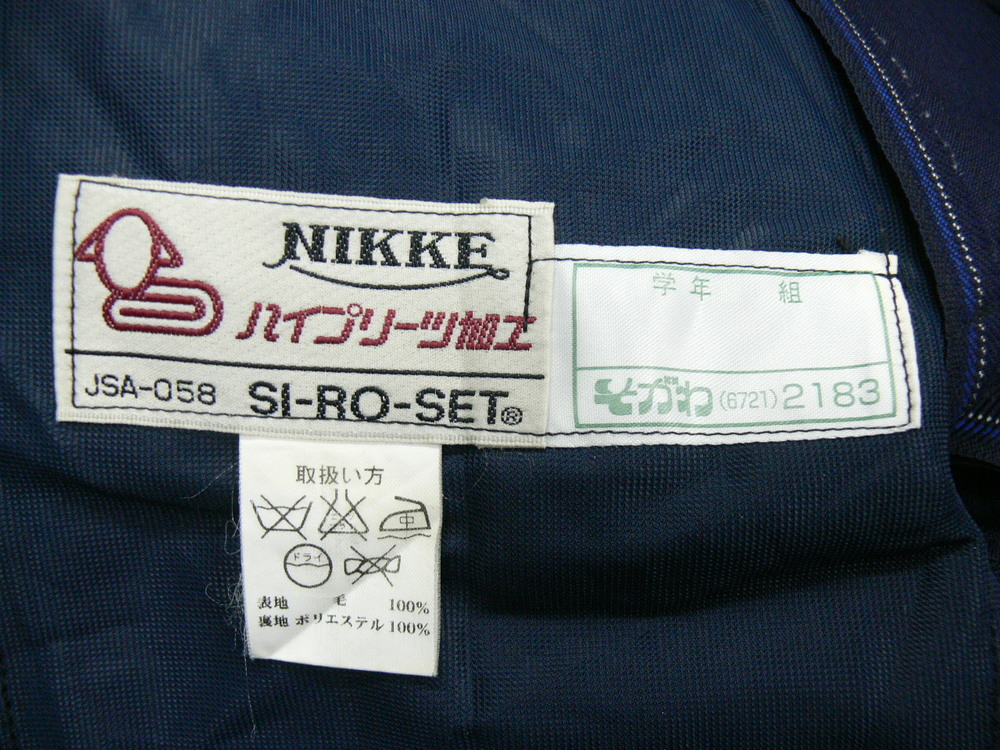 NIKKE
ハイプリーツ加工
JSA-058 SI-RO-SET®
学年 組
そがわ (6721) 2183
取扱い方
中
ドライ
表地 毛 100%
裏地 ポリエステル 100%